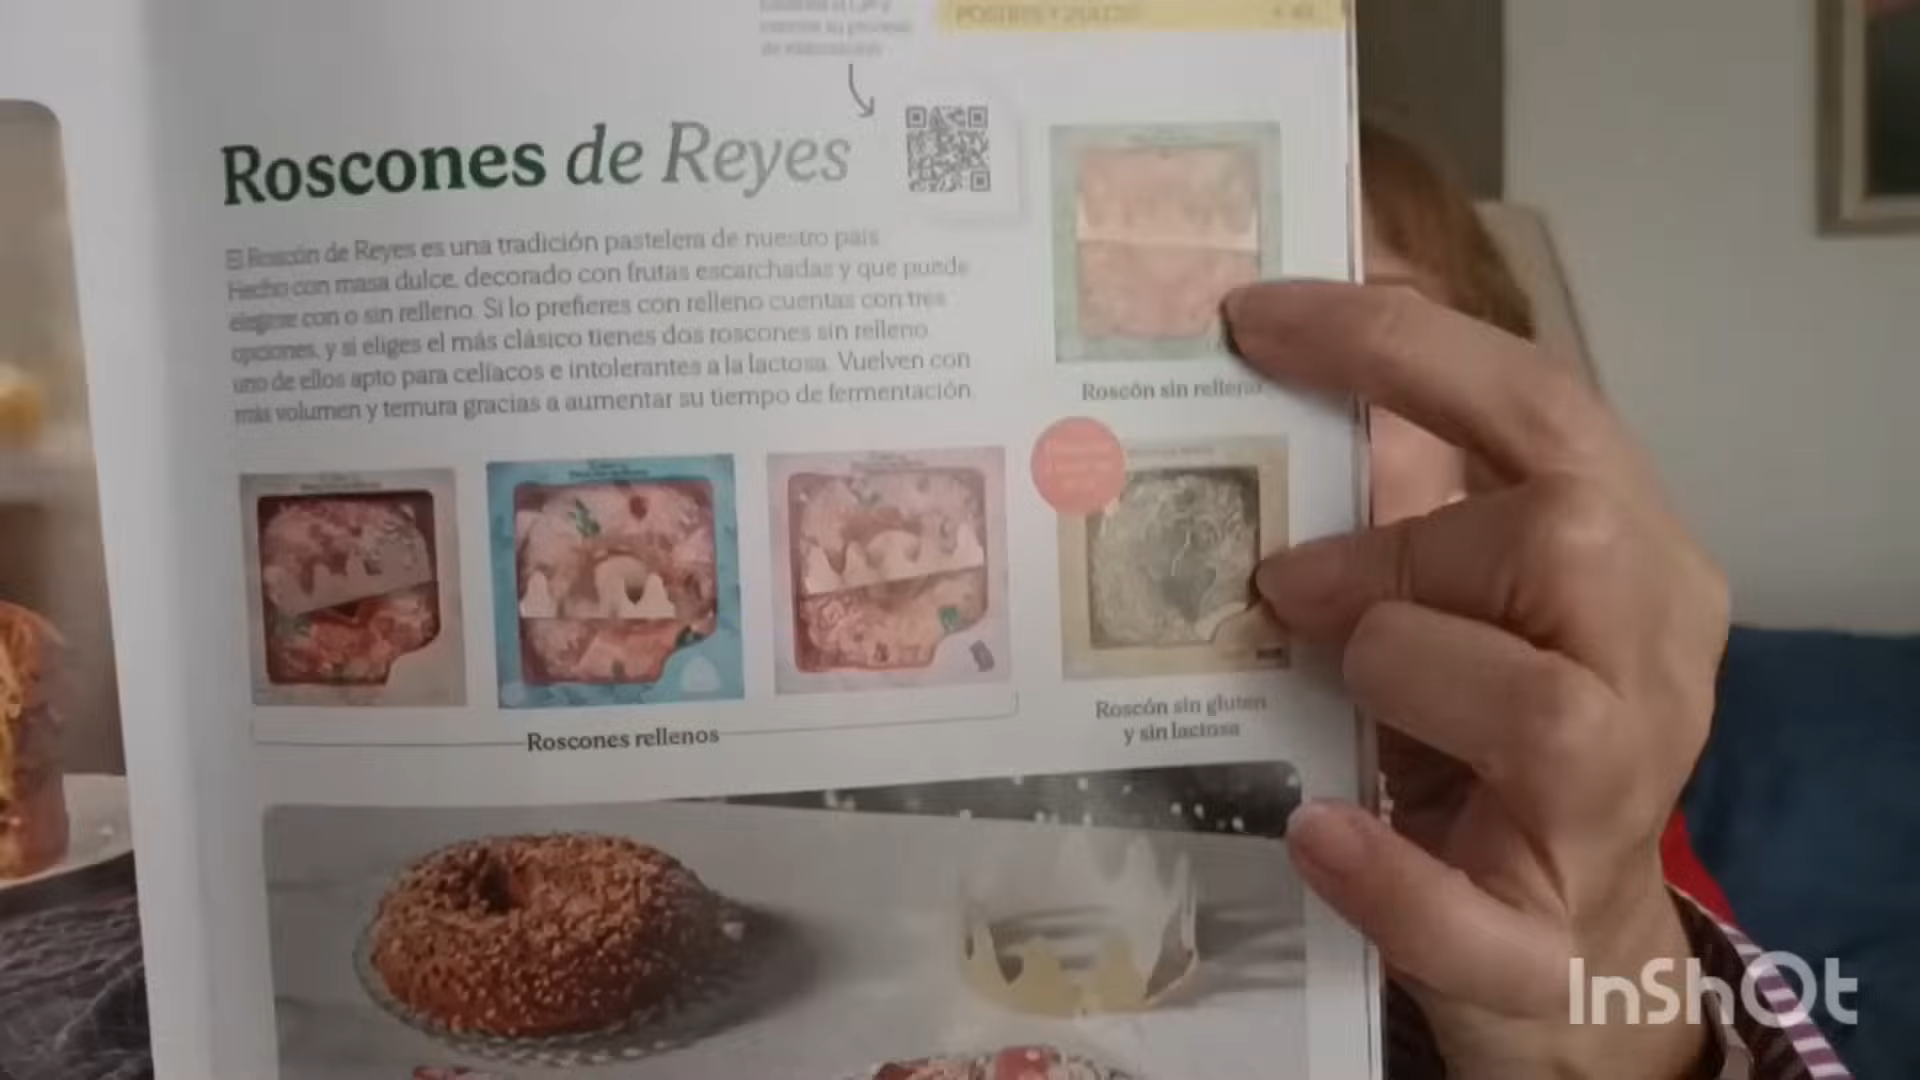 POSTRES Y DULCES
Roscones de Reyes
El Roscón de Reyes es una tradición pastelera de nuestro país.
Hecho con masa dulce, decorado con frutas escarchadas y que puede
elegirse con o sin relleno. Si lo prefieres con relleno cuentas con tres
opciones, y si eliges el más clásico tienes dos roscones sin relleno
uno de ellos apto para celíacos e intolerantes a la lactosa. Vuelven con
más volumen y ternura gracias a aumentar su tiempo de fermentación.
Roscón sin relleno
Roscones rellenos
Roscón sin gluten
y sin lactosa
InShOt